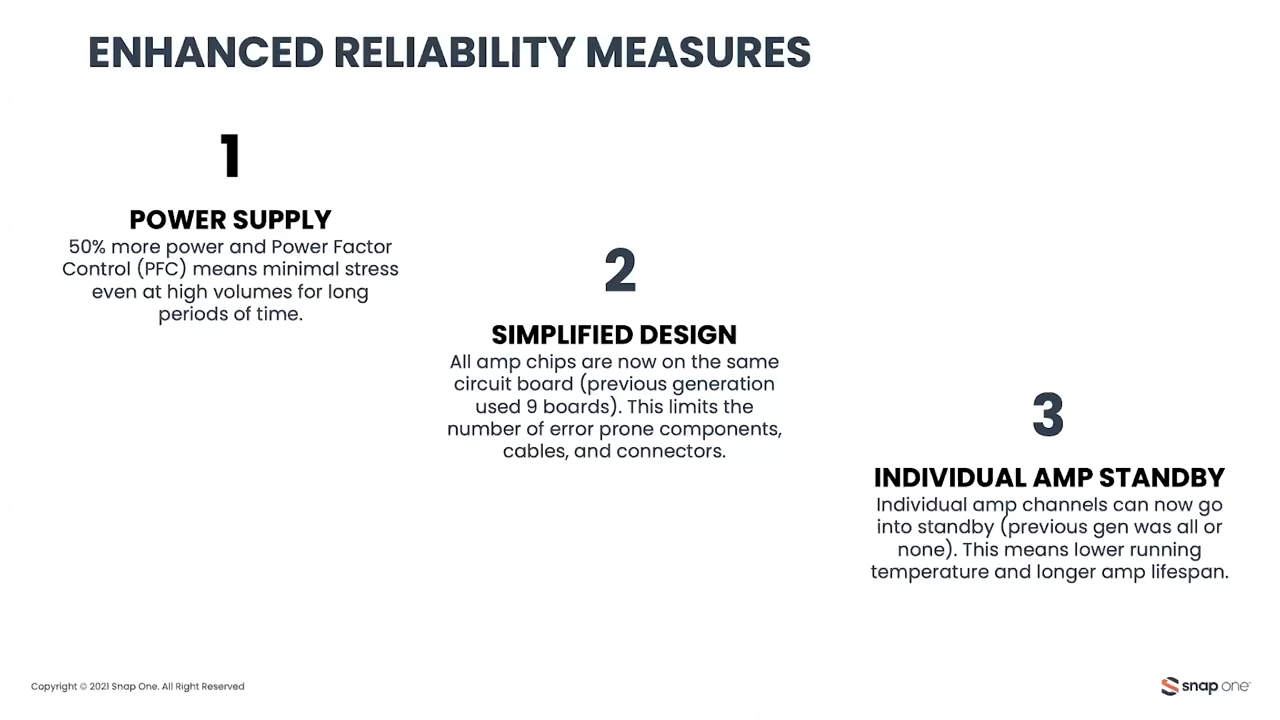 ENHANCED RELIABILITY MEASURES
1
POWER SUPPLY
50% more power and Power Factor
Control (PFC) means minimal stress
even at high volumes for long
periods of time.
2
SIMPLIFIED DESIGN
All amp chips are now on the same
circuit board (previous generation
used 9 boards). This limits the
number of error prone components,
cables, and connectors.
3
INDIVIDUAL AMP STANDBY
Individual amp channels can now go
into standby (previous gen was all or
none). This means lower running
temperature and longer amp lifespan.
Copyright © 2021 Snap One. All Right Reserved
snap one